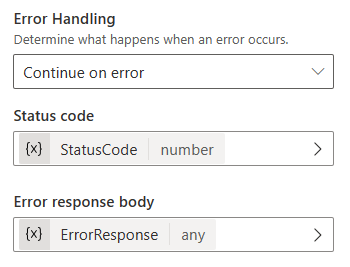 Error Handling
Determine what happens when an error occurs.
Continue on error
Status code
{x} StatusCode number
Error response body
{x} ErrorResponse any